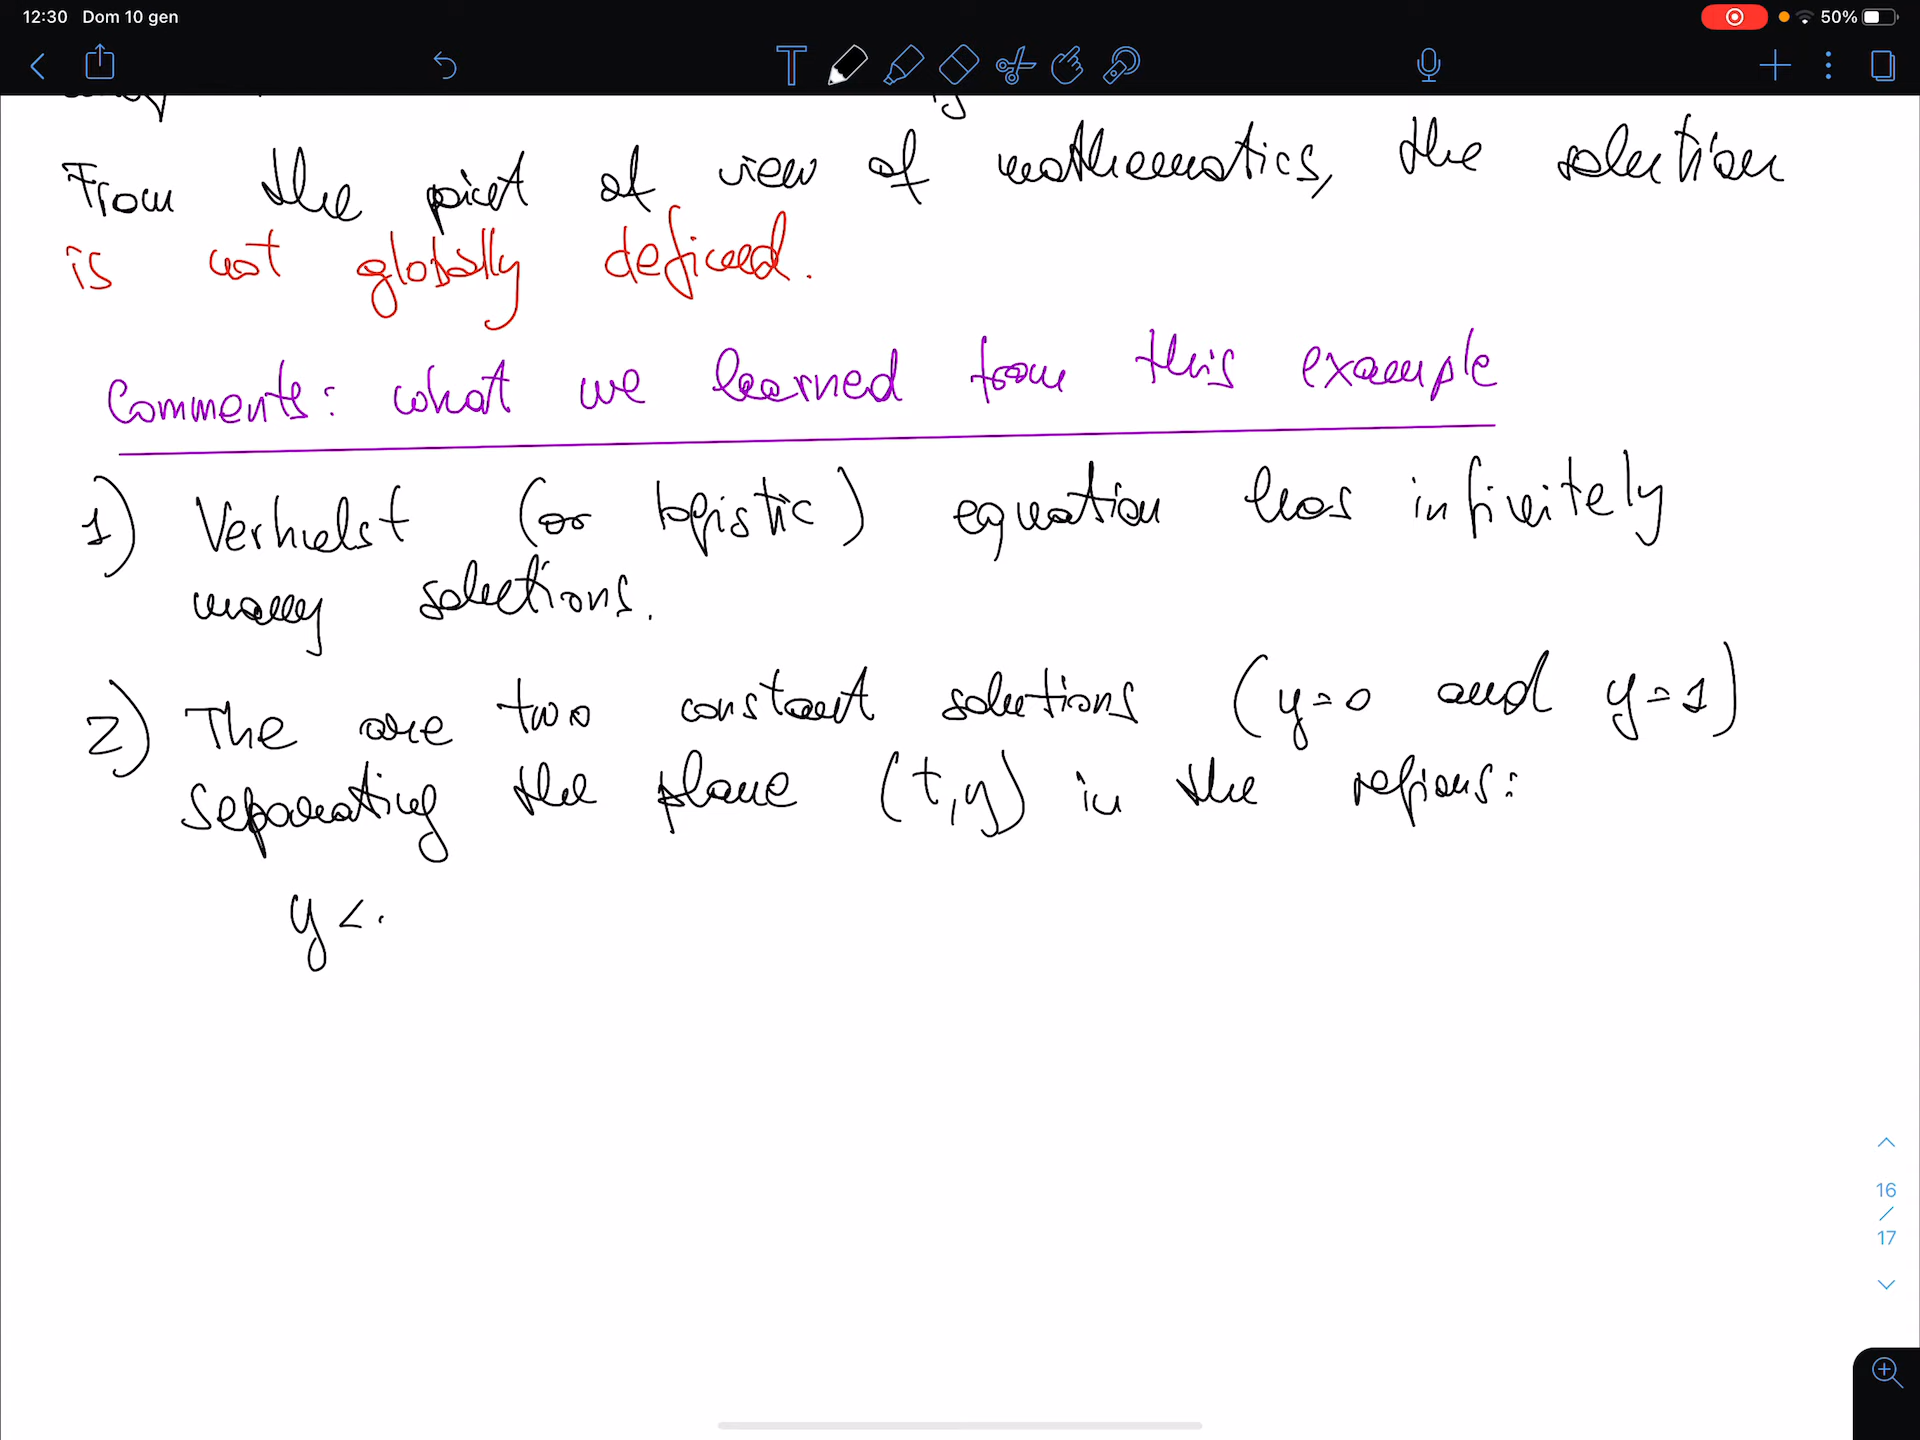 12:30 Dom 10 gen
50%
From the point of view of mathematics, the solution
is not globally defined.
Comments: what we learned from this example
1) Verhulst (or logistic) equation has infinitely
many solutions.
2) The are two constant solutions (y=0 and y=1)
separating the plane (t,y) in the regions:
y<.
16
/
17